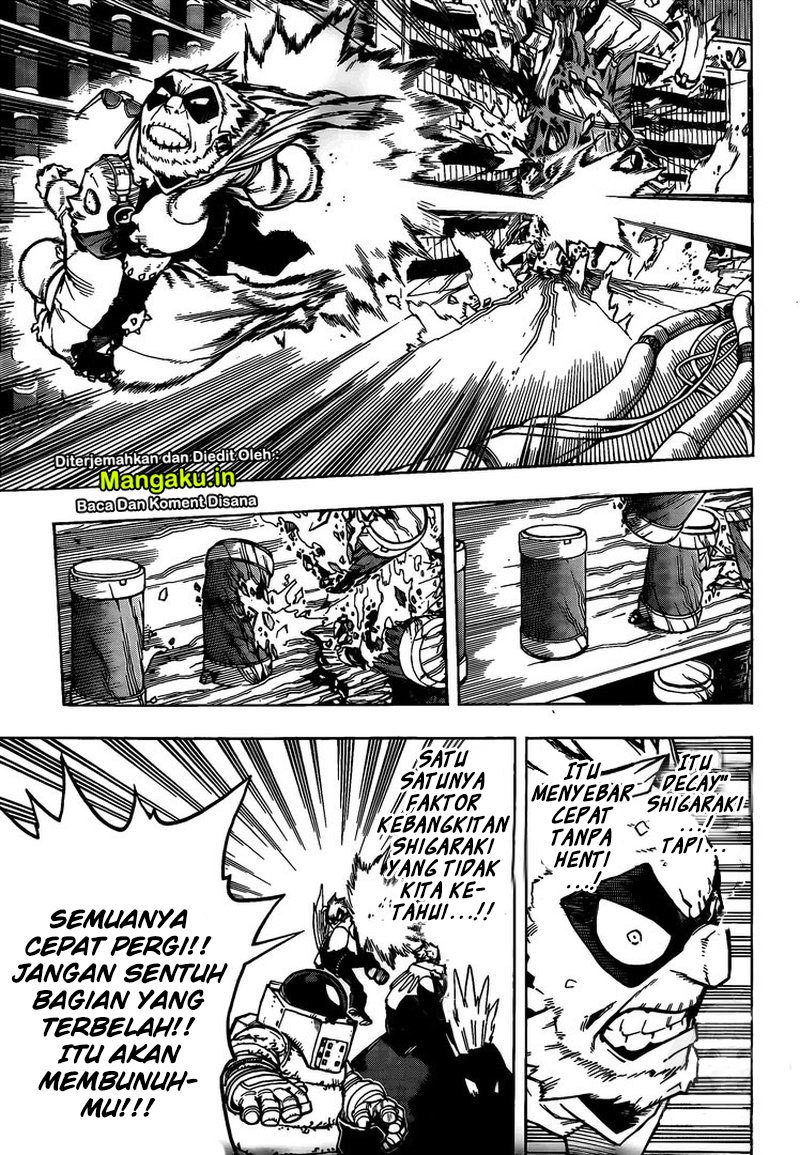 Diterjemahkan dan Diedit Oleh :
Mangaku.in
Baca Dan Koment Disana
ITU
DECAY"
SHIGARAKI
...!
TAPI...
ITU
MENYEBAR
CEPAT
TANPA
HENTI
...!
SATU
SATUNYA
FAKTOR
KEBANGKITAN
SHIGARAKI
YANG TIDAK
KITA KE-
TAHUI...!!
SEMUANYA
CEPAT PERGI!!
JANGAN SENTUH
BAGIAN YANG
TERBELAH!!
ITU AKAN
MEMBUNUH-
MU!!!